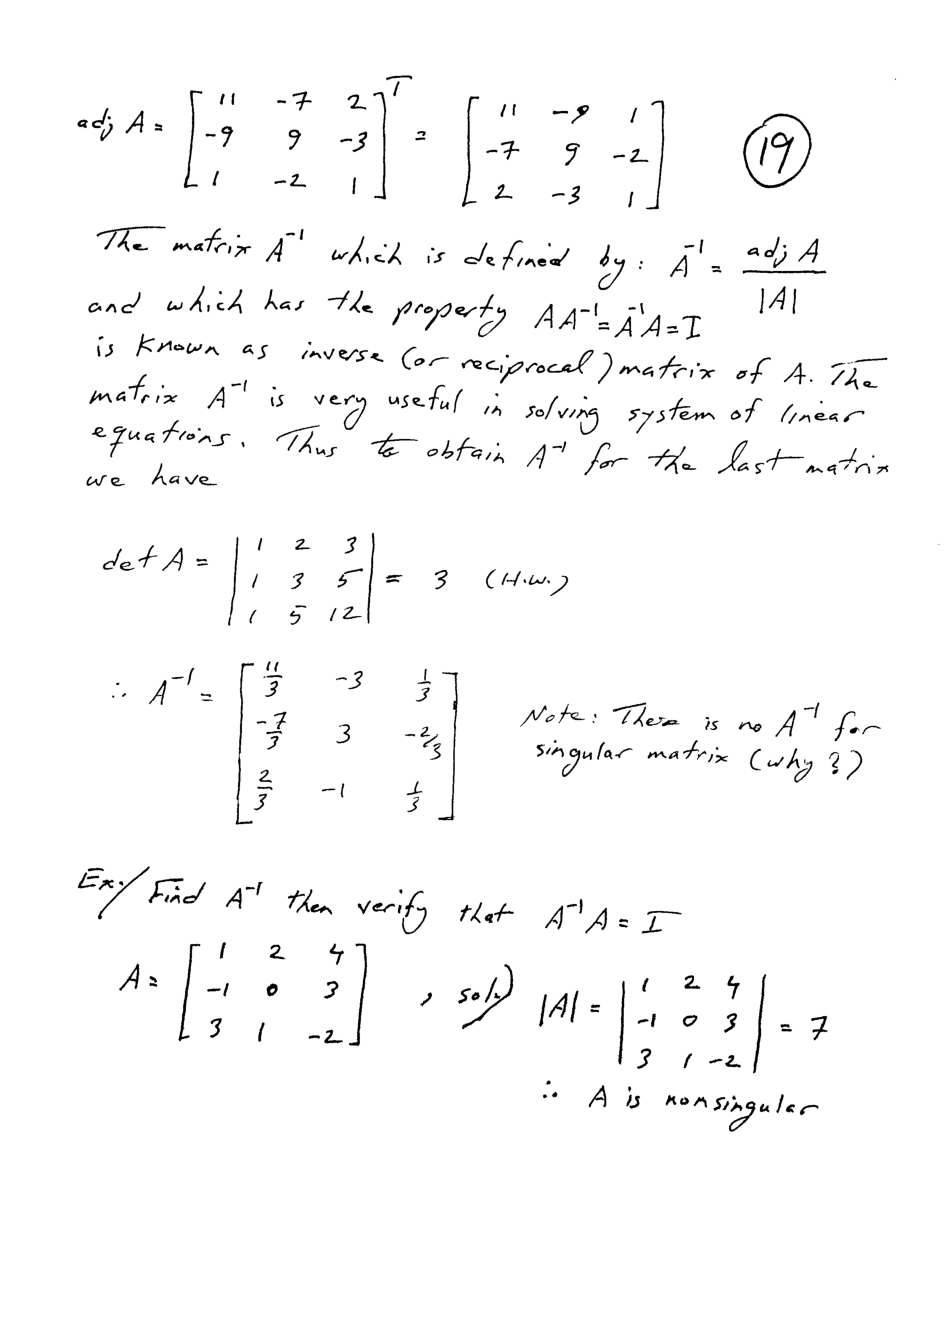 adj A = [ 11 -7 2 ; -9 9 -3 ; 1 -2 1 ]ᵀ = [ 11 -9 1 ; -7 9 -2 ; 2 -3 1 ] (19)
The matrix A⁻¹ which is defined by: A⁻¹ = adj A / |A|
and which has the property AA⁻¹ = A⁻¹A = I
is known as inverse (or reciprocal) matrix of A. The
matrix A⁻¹ is very useful in solving system of linear
equations. Thus to obtain A⁻¹ for the last matrix
we have
det A = | 1 2 3 ; 1 3 5 ; 1 5 12 | = 3 (H.w.)
∴ A⁻¹ = [ 11/3 -3 1/3 ; -7/3 3 -2/3 ; 2/3 -1 1/3 ]
Note: There is no A⁻¹ for
singular matrix (why?)
Ex./ Find A⁻¹ then verify that A⁻¹A = I
A = [ 1 2 4 ; -1 0 3 ; 3 1 -2 ] , sol.) |A| = | 1 2 4 ; -1 0 3 ; 3 1 -2 | = 7
∴ A is nonsingular